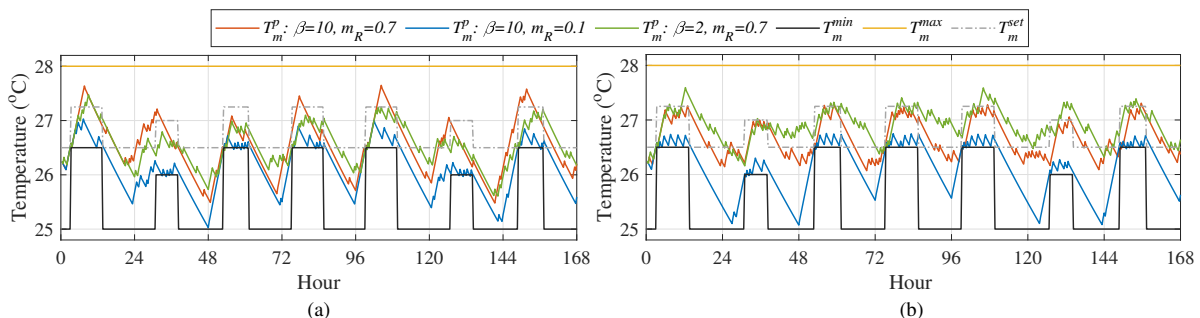 T_m^p: β=10, m_R=0.7 T_m^p: β=10, m_R=0.1 T_m^p: β=2, m_R=0.7 T_m^min T_m^max T_m^set
Temperature (°C)
28
27
26
25
0 24 48 72 96 120 144 168
Hour
(a)
Temperature (°C)
28
27
26
25
0 24 48 72 96 120 144 168
Hour
(b)